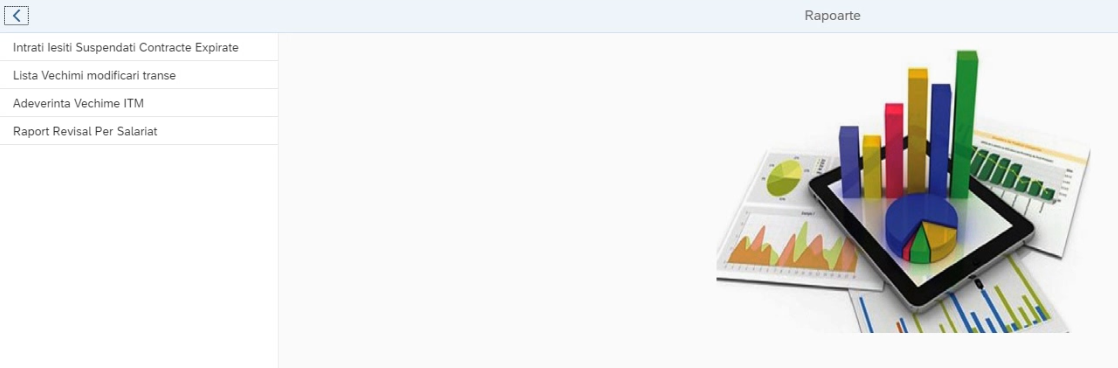 Rapoarte
Intrati Iesiti Suspendati Contracte Expirate
Lista Vechimi modificari transe
Adeverinta Vechime ITM
Raport Revisal Per Salariat